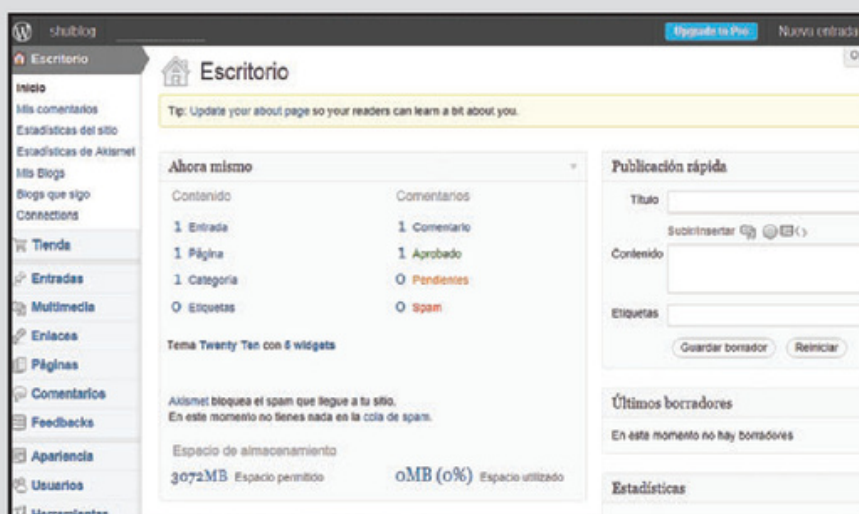 shulblog
Upgrade to Pro
Nueva entrada
Escritorio
Inicio
Mis comentarios
Estadísticas del sitio
Estadísticas de Akismet
Mis Blogs
Blogs que sigo
Connections
Tienda
Entradas
Multimedia
Enlaces
Páginas
Comentarios
Feedbacks
Apariencia
Usuarios
Herramientas
Escritorio
Tip: Update your about page so your readers can learn a bit about you.
Ahora mismo
Contenido
Comentarios
1 Entrada
1 Comentario
1 Página
1 Aprobado
1 Categoría
0 Pendientes
0 Etiquetas
0 Spam
Tema Twenty Ten con 6 widgets
Akismet bloquea el spam que llegue a tu sitio.
En este momento no tienes nada en la cola de spam.
Espacio de almacenamiento
3072MB Espacio permitido
0MB (0%) Espacio utilizado
Publicación rápida
Título
Subir/Insertar
Contenido
Etiquetas
Guardar borrador
Reiniciar
Últimos borradores
En este momento no hay borradores
Estadísticas